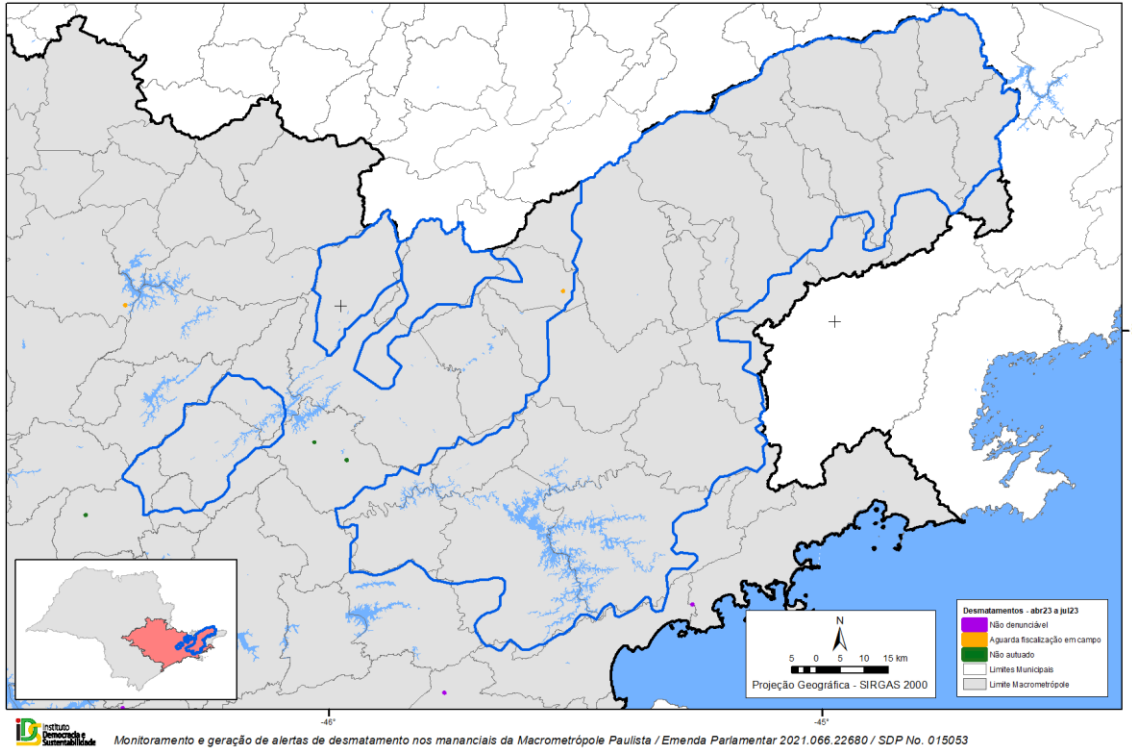 N
5 0 5 10 15 km
Projeção Geográfica - SIRGAS 2000
Desmatamentos - abr23 a jul23
Não denunciável
Aguarda fiscalização em campo
Não autuado
Limites Municipais
Limite Macrometrópole
-46°
-45°
iDS
Instituto
Democracia e
Sustentabilidade
Monitoramento e geração de alertas de desmatamento nos mananciais da Macrometrópole Paulista / Emenda Parlamentar 2021.066.22680 / SDP No. 015053